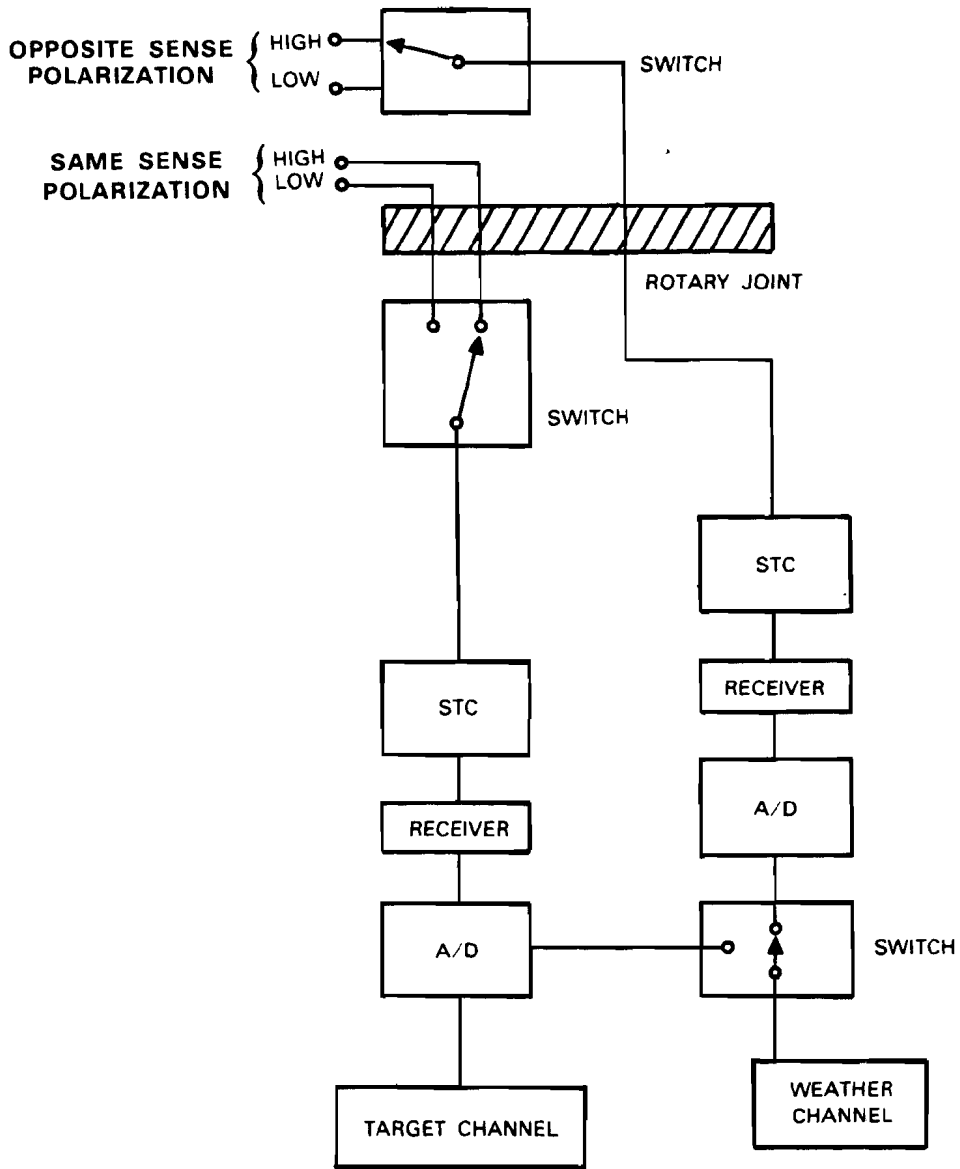 OPPOSITE SENSE
POLARIZATION
HIGH
LOW
SWITCH
SAME SENSE
POLARIZATION
HIGH
LOW
ROTARY JOINT
SWITCH
STC
RECEIVER
A/D
SWITCH
WEATHER
CHANNEL
STC
RECEIVER
A/D
TARGET CHANNEL